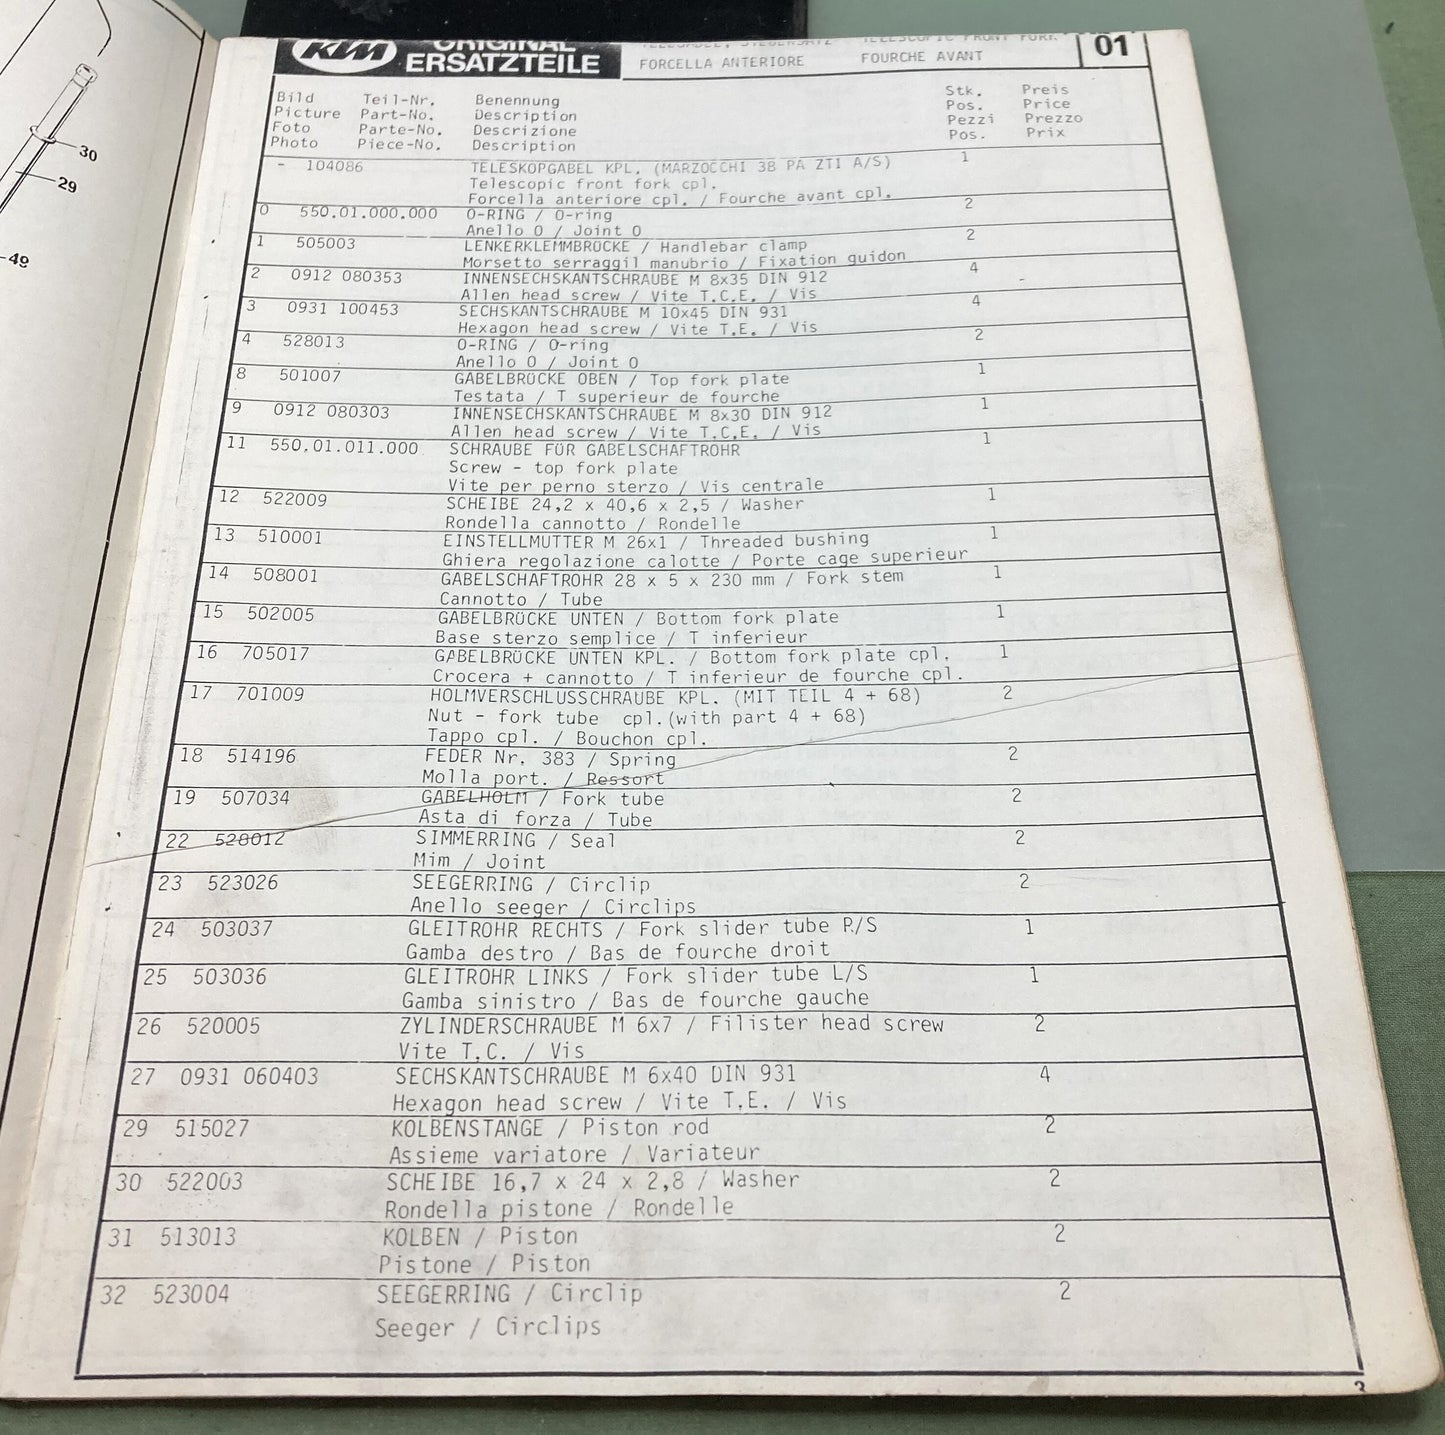 30
29
49
KTM ORIGINAL
ERSATZTEILE
FORCELLA ANTERIORE FOURCHE AVANT
01
Bild Teil-Nr. Benennung Stk. Preis
Picture Part-No. Description Pos. Price
Foto Parte-No. Descrizione Pezzi Prezzo
Photo Piece-No. Description Pos. Prix
- 104086 TELESKOPGABEL KPL. (MARZOCCHI 38 PA ZTI A/S) 1
Telescopic front fork cpl.
Forcella anteriore cpl. / Fourche avant cpl.
0 550.01.000.000 O-RING / O-ring 2
Anello O / Joint O
1 505003 LENKERKLEMMBRÜCKE / Handlebar clamp 2
Morsetto serraggil manubrio / Fixation guidon
2 0912 080353 INNENSECHSKANTSCHRAUBE M 8x35 DIN 912 4
Allen head screw / Vite T.C.E. / Vis
3 0931 100453 SECHSKANTSCHRAUBE M 10x45 DIN 931 4
Hexagon head screw / Vite T.E. / Vis
4 528013 O-RING / O-ring 2
Anello O / Joint O
8 501007 GABELBRÜCKE OBEN / Top fork plate 1
Testata / T superieur de fourche
9 0912 080303 INNENSECHSKANTSCHRAUBE M 8x30 DIN 912 1
Allen head screw / Vite T.C.E. / Vis
11 550.01.011.000 SCHRAUBE FÜR GABELSCHAFTROHR 1
Screw - top fork plate
Vite per perno sterzo / Vis centrale
12 522009 SCHEIBE 24,2 x 40,6 x 2,5 / Washer 1
Rondella cannotto / Rondelle
13 510001 EINSTELLMUTTER M 26x1 / Threaded bushing 1
Ghiera regolazione calotte / Porte cage superieur
14 508001 GABELSCHAFTROHR 28 x 5 x 230 mm / Fork stem 1
Cannotto / Tube
15 502005 GABELBRÜCKE UNTEN / Bottom fork plate 1
Base sterzo semplice / T inferieur
16 705017 GABELBRÜCKE UNTEN KPL. / Bottom fork plate cpl. 1
Crocera + cannotto / T inferieur de fourche cpl.
17 701009 HOLMVERSCHLUSSCHRAUBE KPL. (MIT TEIL 4 + 68) 2
Nut - fork tube cpl.(with part 4 + 68)
Tappo cpl. / Bouchon cpl.
18 514196 FEDER Nr. 383 / Spring 2
Molla port. / Ressort
19 507034 GABELHOLM / Fork tube 2
Asta di forza / Tube
22 528012 SIMMERRING / Seal 2
Mim / Joint
23 523026 SEEGERRING / Circlip 2
Anello seeger / Circlips
24 503037 GLEITROHR RECHTS / Fork slider tube R/S 1
Gamba destro / Bas de fourche droit
25 503036 GLEITROHR LINKS / Fork slider tube L/S 1
Gamba sinistro / Bas de fourche gauche
26 520005 ZYLINDERSCHRAUBE M 6x7 / Filister head screw 2
Vite T.C. / Vis
27 0931 060403 SECHSKANTSCHRAUBE M 6x40 DIN 931 4
Hexagon head screw / Vite T.E. / Vis
29 515027 KOLBENSTANGE / Piston rod 2
Assieme variatore / Variateur
30 522003 SCHEIBE 16,7 x 24 x 2,8 / Washer 2
Rondella pistone / Rondelle
31 513013 KOLBEN / Piston 2
Pistone / Piston
32 523004 SEEGERRING / Circlip 2
Seeger / Circlips
3